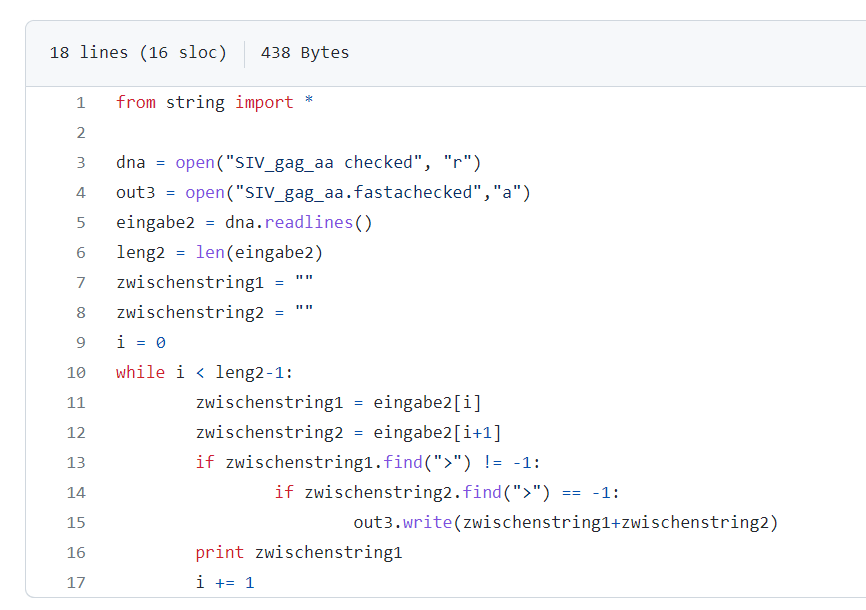 18 lines (16 sloc) 438 Bytes
1 from string import *
2
3 dna = open("SIV_gag_aa checked", "r")
4 out3 = open("SIV_gag_aa.fastachecked","a")
5 eingabe2 = dna.readlines()
6 leng2 = len(eingabe2)
7 zwischenstring1 = ""
8 zwischenstring2 = ""
9 i = 0
10 while i < leng2-1:
11         zwischenstring1 = eingabe2[i]
12         zwischenstring2 = eingabe2[i+1]
13         if zwischenstring1.find(">") != -1:
14                 if zwischenstring2.find(">") == -1:
15                         out3.write(zwischenstring1+zwischenstring2)
16         print zwischenstring1
17         i += 1